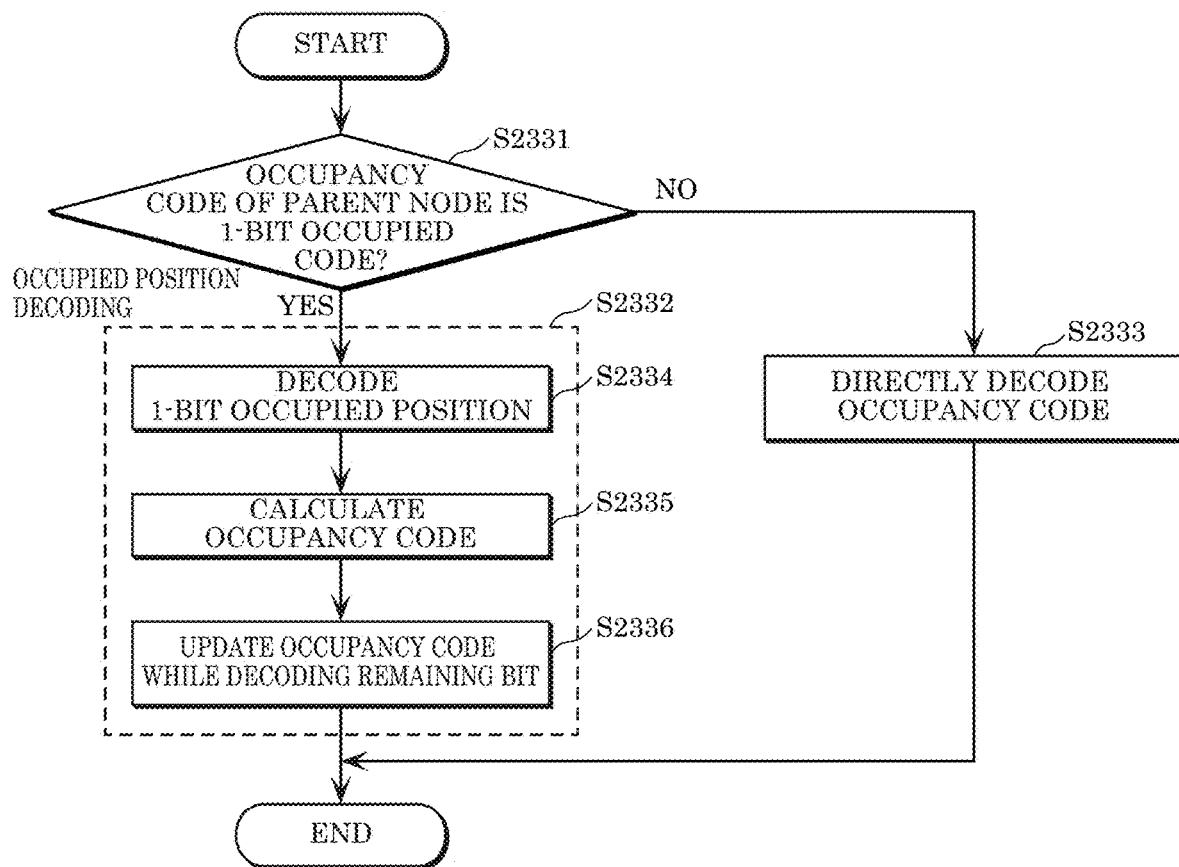 START
S2331
OCCUPANCY
CODE OF PARENT NODE IS
1-BIT OCCUPIED
CODE?
NO
OCCUPIED POSITION
DECODING
YES
S2332
S2333
DECODE
1-BIT OCCUPIED POSITION
S2334
DIRECTLY DECODE
OCCUPANCY CODE
CALCULATE
OCCUPANCY CODE
S2335
UPDATE OCCUPANCY CODE
WHILE DECODING REMAINING BIT
S2336
END